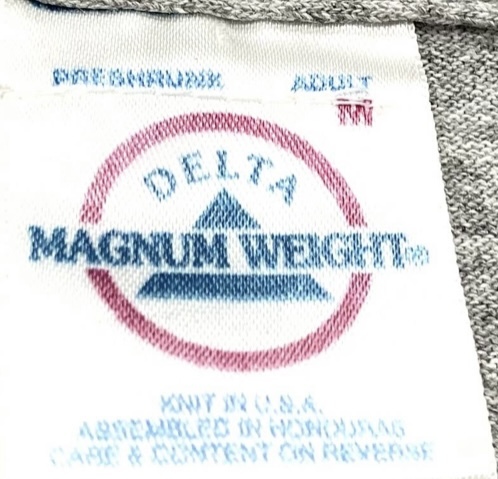 PRESHRUNK ADULT
M
DELTA
MAGNUM WEIGHT®
KNIT IN U.S.A.
ASSEMBLED IN HONDURAS
CARE & CONTENT ON REVERSE